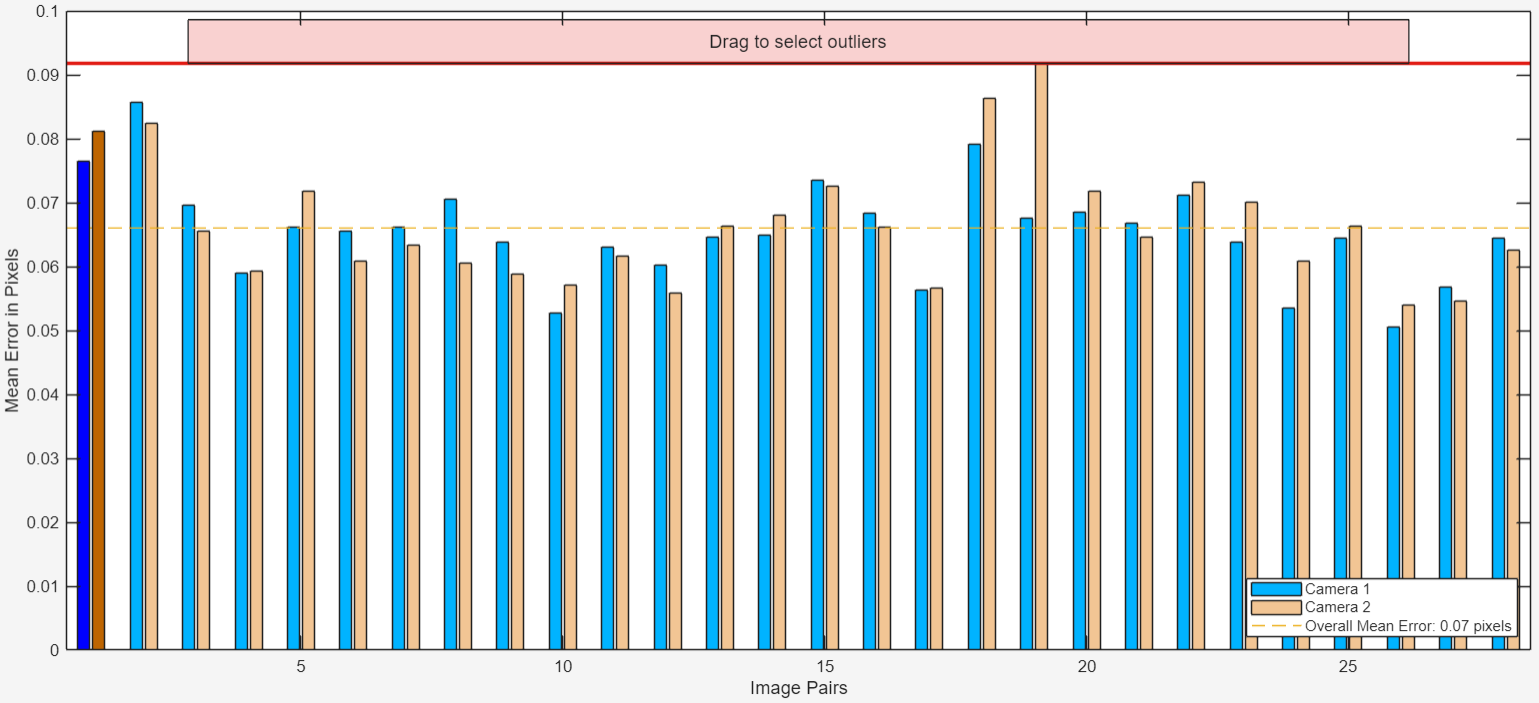 0.1
Drag to select outliers
0.09
0.08
0.07
0.06
0.05
0.04
0.03
0.02
0.01
0
Mean Error in Pixels
Camera 1
Camera 2
Overall Mean Error: 0.07 pixels
5 10 15 20 25
Image Pairs